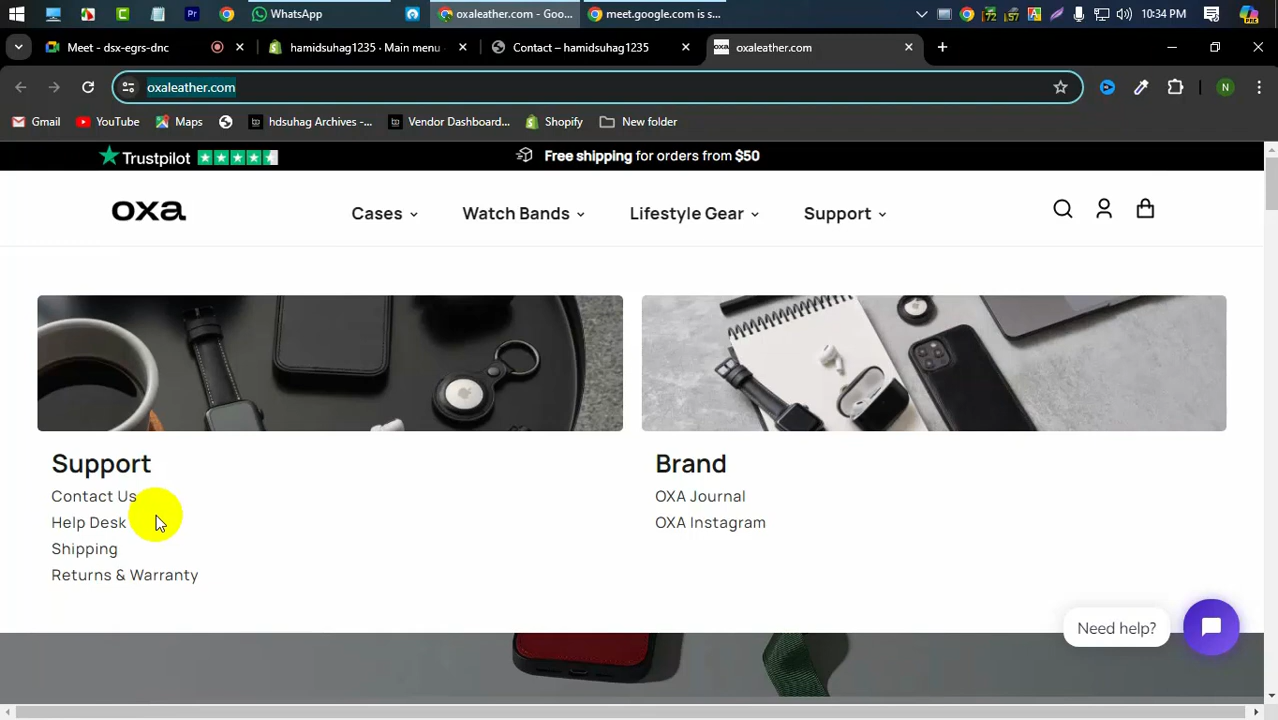 WhatsApp
oxaleather.com - Goo...
meet.google.com is s...
72
57
10:34 PM
Meet - dsx-egrs-dnc
hamidsuhag1235 · Main menu
Contact – hamidsuhag1235
oxa
oxaleather.com
oxaleather.com
N
Gmail
YouTube
Maps
hdsuhag Archives -...
Vendor Dashboard...
Shopify
New folder
Trustpilot
Free shipping for orders from $50
oxa
Cases
Watch Bands
Lifestyle Gear
Support
Support
Contact Us
Help Desk
Shipping
Returns & Warranty
Brand
OXA Journal
OXA Instagram
Need help?